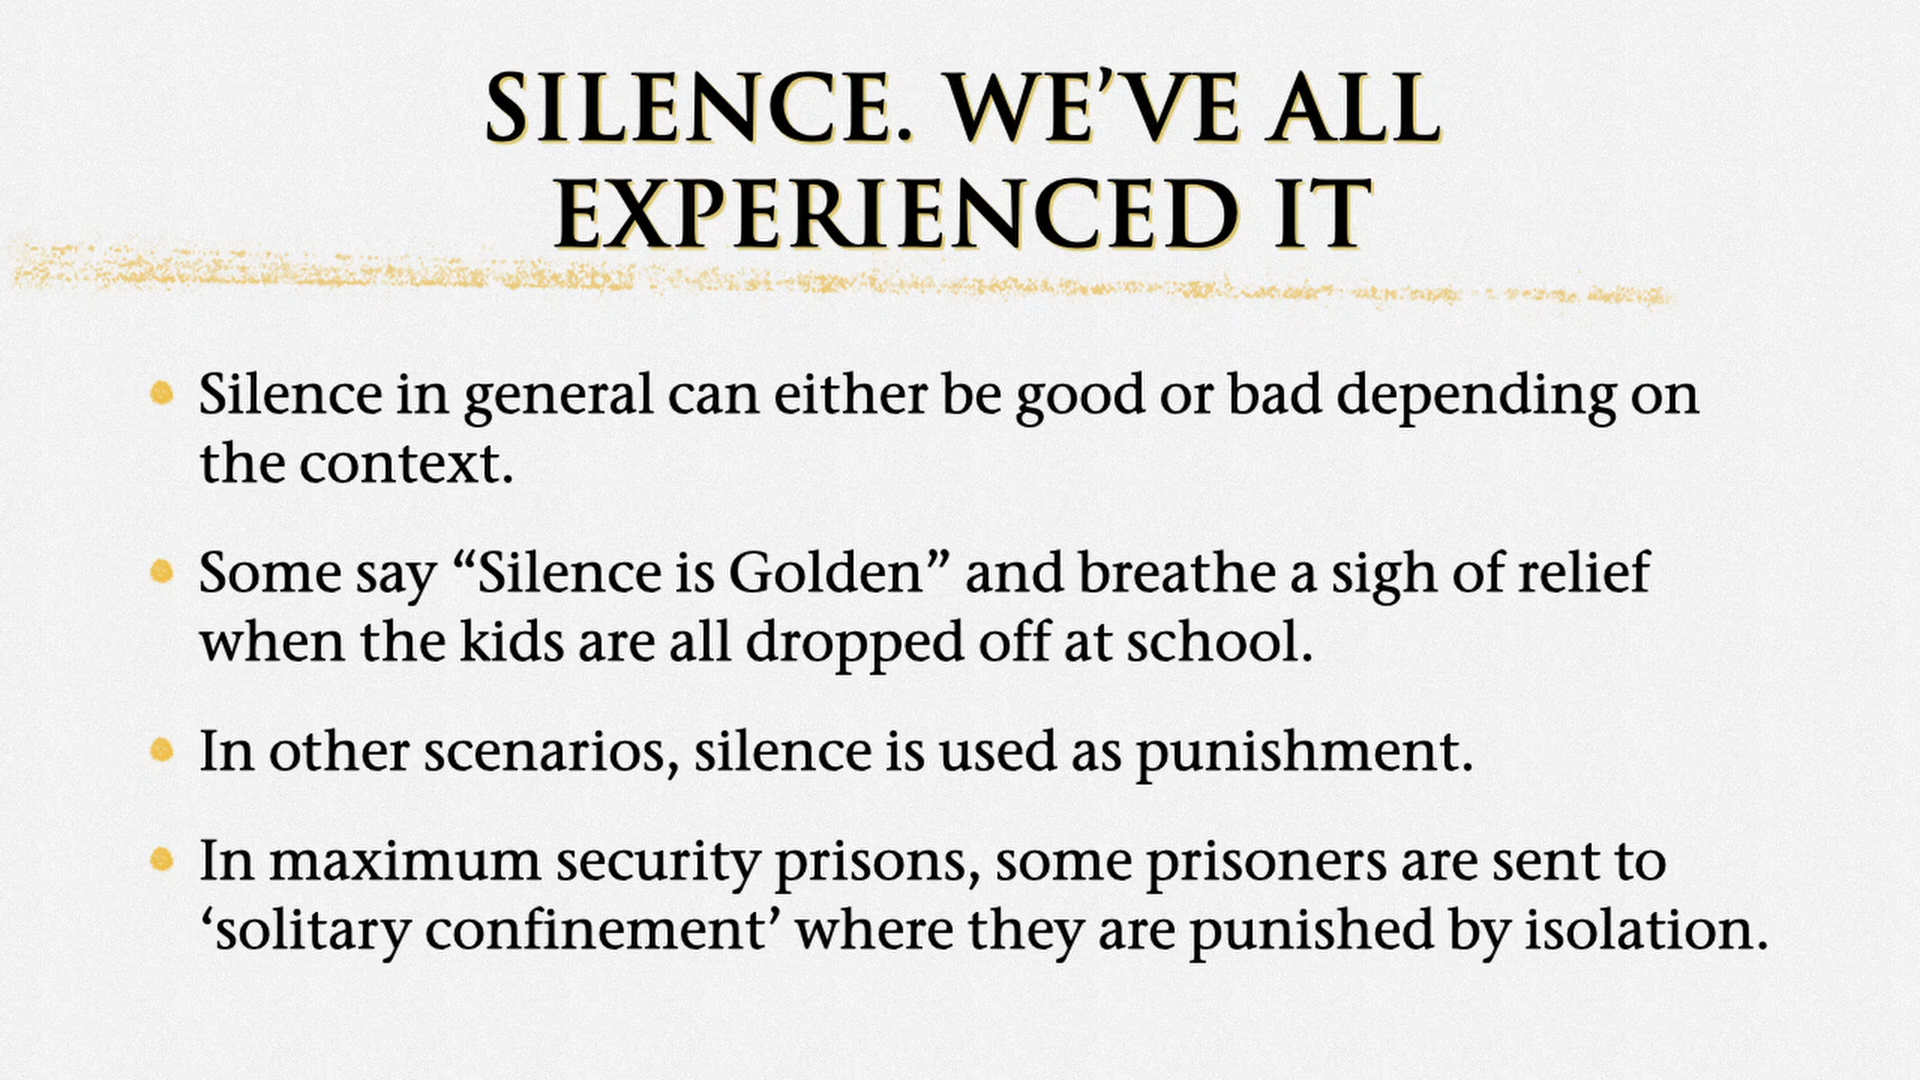 SILENCE. WE’VE ALL
EXPERIENCED IT
• Silence in general can either be good or bad depending on
the context.
• Some say “Silence is Golden” and breathe a sigh of relief
when the kids are all dropped off at school.
• In other scenarios, silence is used as punishment.
• In maximum security prisons, some prisoners are sent to
‘solitary confinement’ where they are punished by isolation.